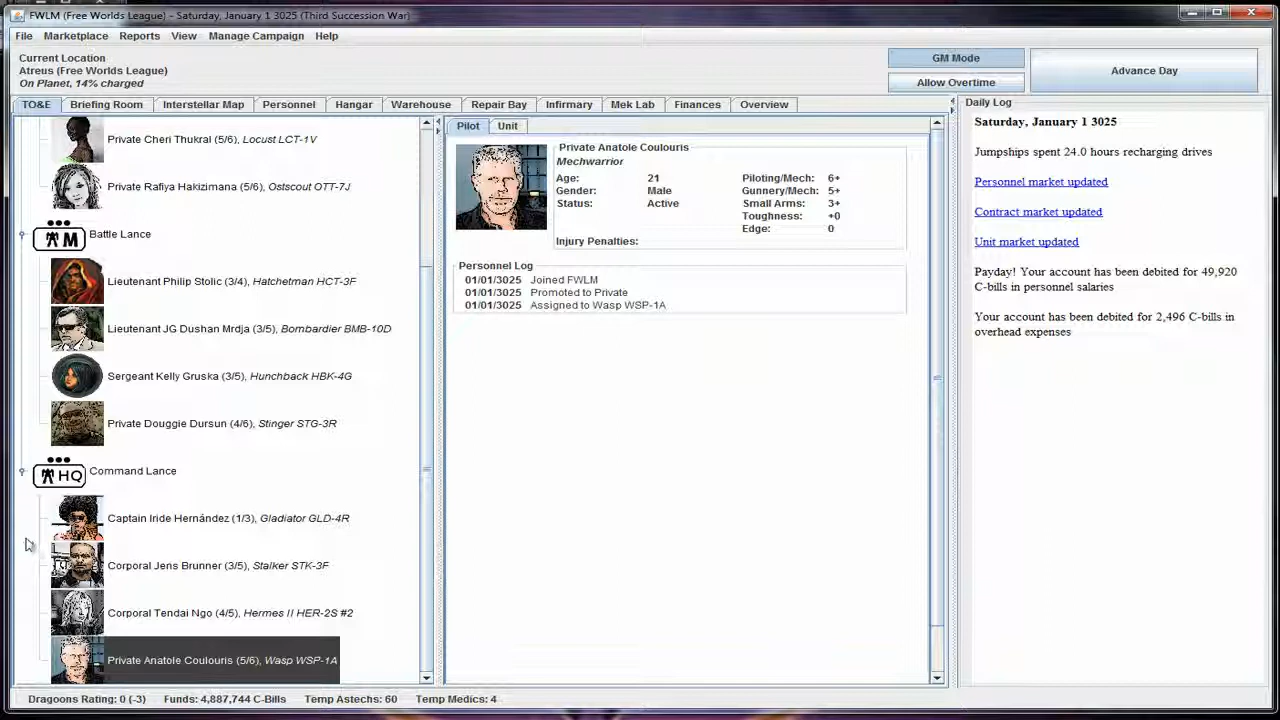 FWLM (Free Worlds League) - Saturday, January 1 3025 (Third Succession War)
File Marketplace Reports View Manage Campaign Help
Current Location
Atreus (Free Worlds League)
On Planet, 14% charged
GM Mode
Allow Overtime
Advance Day
TO&E Briefing Room Interstellar Map Personnel Hangar Warehouse Repair Bay Infirmary Mek Lab Finances Overview
Private Cheri Thukral (5/6), Locust LCT-1V
Private Rafiya Hakizimana (5/6), Ostscout OTT-7J
M Battle Lance
Lieutenant Philip Stolic (3/4), Hatchetman HCT-3F
Lieutenant JG Dushan Mrdja (3/5), Bombardier BMB-10D
Sergeant Kelly Gruska (3/5), Hunchback HBK-4G
Private Douggie Dursun (4/6), Stinger STG-3R
HQ Command Lance
Captain Iride Hernández (1/3), Gladiator GLD-4R
Corporal Jens Brunner (3/5), Stalker STK-3F
Corporal Tendai Ngo (4/5), Hermes II HER-2S #2
Private Anatole Coulouris (5/6), Wasp WSP-1A
Pilot Unit
Private Anatole Coulouris
Mechwarrior
Age: 21 Piloting/Mech: 6+
Gender: Male Gunnery/Mech: 5+
Status: Active Small Arms: 3+
Toughness: +0
Edge: 0
Injury Penalties:
Personnel Log
01/01/3025 Joined FWLM
01/01/3025 Promoted to Private
01/01/3025 Assigned to Wasp WSP-1A
Daily Log
Saturday, January 1 3025
Jumpships spent 24.0 hours recharging drives
Personnel market updated
Contract market updated
Unit market updated
Payday! Your account has been debited for 49,920
C-bills in personnel salaries
Your account has been debited for 2,496 C-bills in
overhead expenses
Dragoons Rating: 0 (-3) Funds: 4,887,744 C-Bills Temp Astechs: 60 Temp Medics: 4